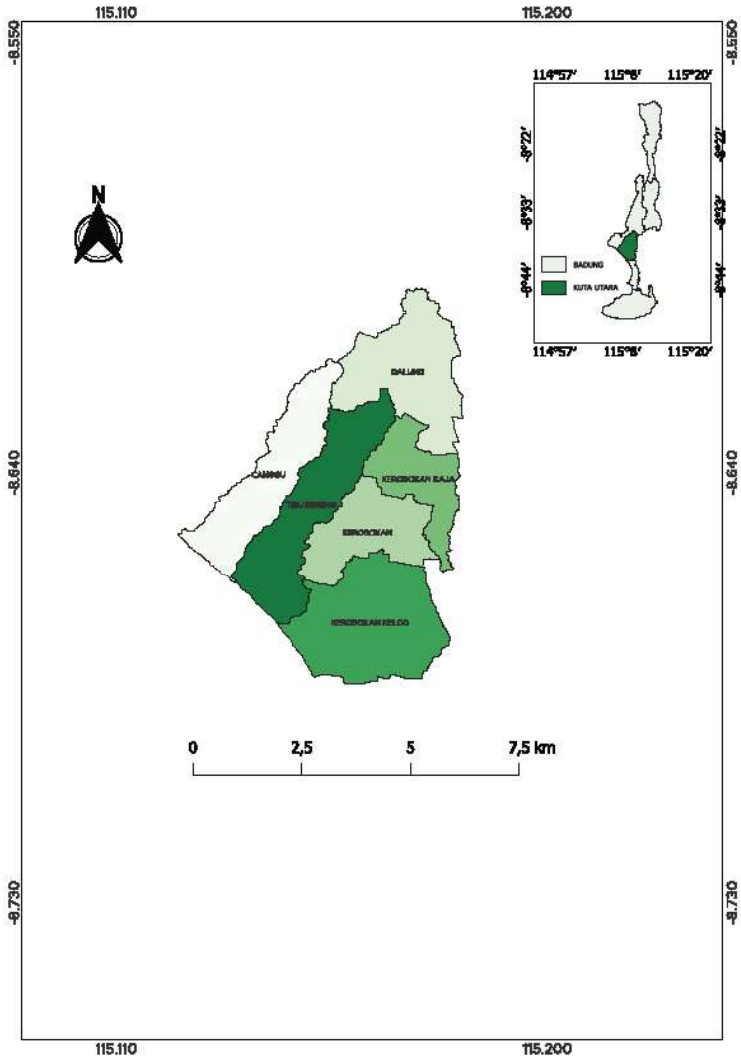 115.110 115.200
-8.550 -8.550
114°57' 115°8' 115°20'
-8°22' -8°22'
N
-8°33' -8°33'
BADUNG
-8°44' -8°44'
KUTA UTARA
114°57' 115°8' 115°20'
DALUNG
-8.640 -8.640
CANGGU
KEROBOKAN KAJA
KEROBOKAN
KEROBOKAN KELOD
0 2,5 5 7,5 km
-8.730 -8.730
115.110 115.200